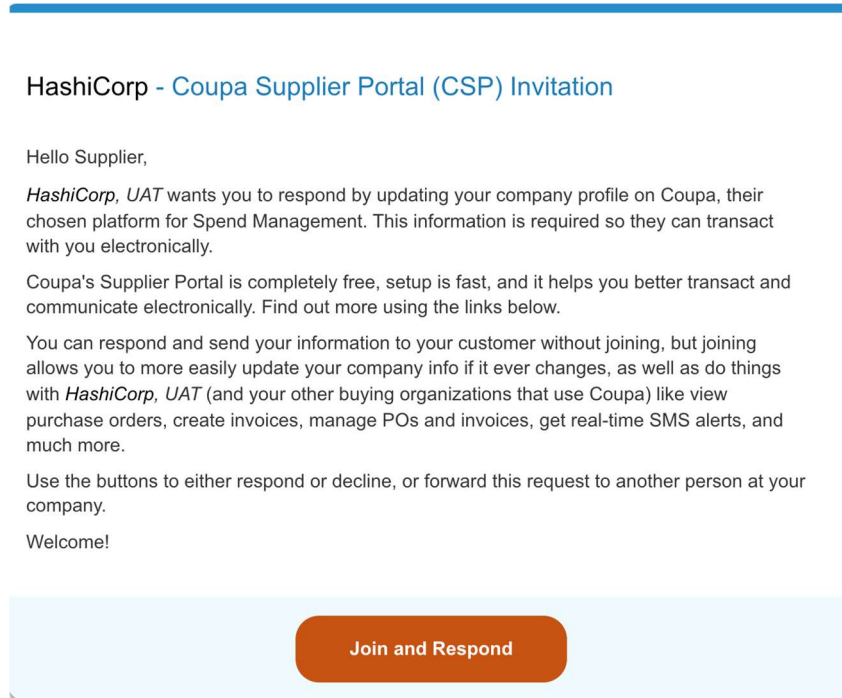 HashiCorp - Coupa Supplier Portal (CSP) Invitation
Hello Supplier,
HashiCorp, UAT wants you to respond by updating your company profile on Coupa, their
chosen platform for Spend Management. This information is required so they can transact
with you electronically.
Coupa's Supplier Portal is completely free, setup is fast, and it helps you better transact and
communicate electronically. Find out more using the links below.
You can respond and send your information to your customer without joining, but joining
allows you to more easily update your company info if it ever changes, as well as do things
with HashiCorp, UAT (and your other buying organizations that use Coupa) like view
purchase orders, create invoices, manage POs and invoices, get real-time SMS alerts, and
much more.
Use the buttons to either respond or decline, or forward this request to another person at your
company.
Welcome!
Join and Respond